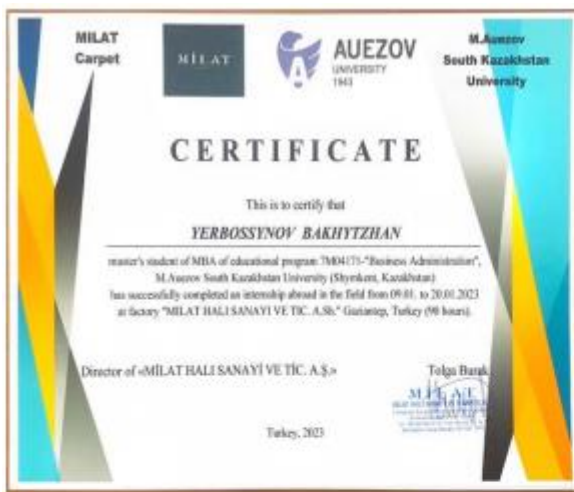 MILAT
Carpet
MİLAT
AUEZOV
UNIVERSITY
1943
M.Auezov
South Kazakhstan
University
CERTIFICATE
This is to certify that
YERBOSSYNOV BAKHYTZHAN
master's student of MBA of educational program 7M04171-"Business Administration",
M.Auezov South Kazakhstan University (Shymkent, Kazakhstan)
has successfully completed an internship abroad in the field from 09.01. to 20.01.2023
at factory "MILAT HALI SANAYI VE TIC. A.Sh." Gaziantep, Turkey (90 hours).
Director of «MİLAT HALI SANAYİ VE TİC. A.Ş.»
Tolga Burak
MİLAT
Turkey, 2023